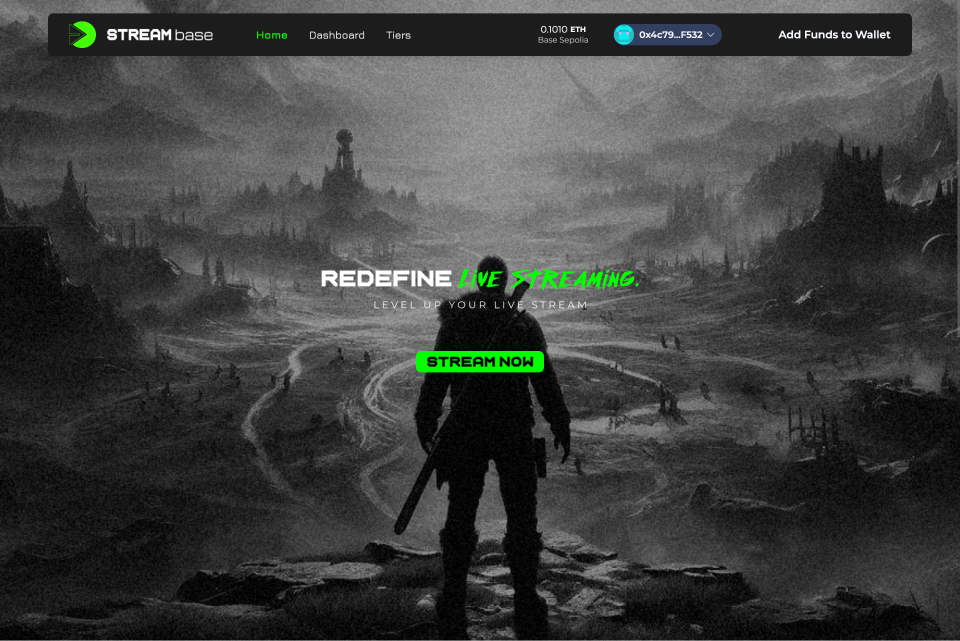 STREAM base
Home Dashboard Tiers
0.1010 ETH
Base Sepolia
0x4c79...F532
Add Funds to Wallet
REDEFINE LIVE STREAMING.
LEVEL UP YOUR LIVE STREAM
STREAM NOW